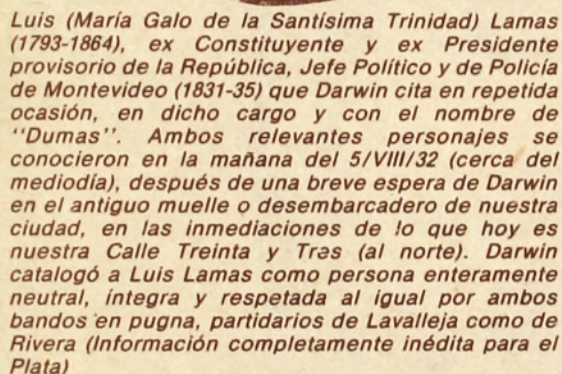 Luis (María Galo de la Santísima Trinidad) Lamas
(1793-1864), ex Constituyente y ex Presidente
provisorio de la República, Jefe Político y de Policía
de Montevideo (1831-35) que Darwin cita en repetida
ocasión, en dicho cargo y con el nombre de
''Dumas''. Ambos relevantes personajes se
conocieron en la mañana del 5/VIII/32 (cerca del
mediodía), después de una breve espera de Darwin
en el antiguo muelle o desembarcadero de nuestra
ciudad, en las inmediaciones de lo que hoy es
nuestra Calle Treinta y Tres (al norte). Darwin
catalogó a Luis Lamas como persona enteramente
neutral, íntegra y respetada al igual por ambos
bandos en pugna, partidarios de Lavalleja como de
Rivera (Información completamente inédita para el
Plata)